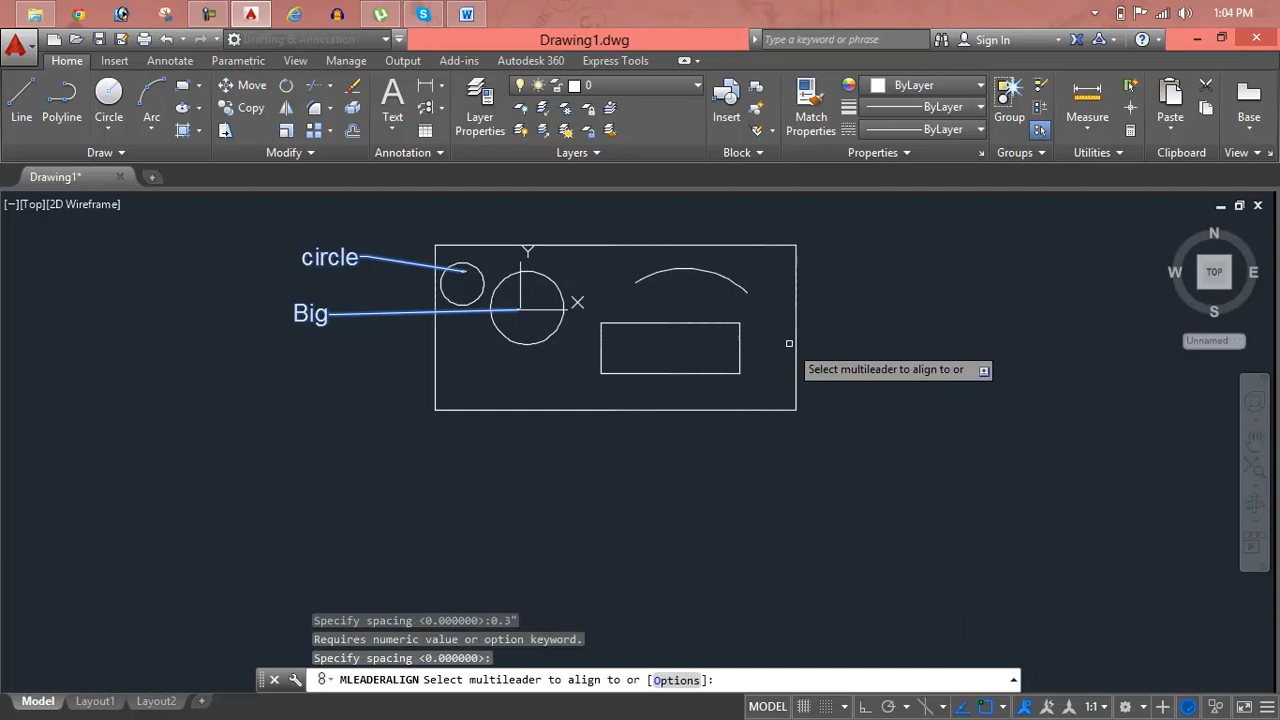 1:04 PM
Drafting & Annotation
Drawing1.dwg
Type a keyword or phrase
Sign In
Home Insert Annotate Parametric View Manage Output Add-ins Autodesk 360 Express Tools
Move
Copy
0
ByLayer
ByLayer
ByLayer
Line Polyline Circle Arc
Text
Layer Properties
Insert
Match Properties
Group
Measure
Paste
Base
Draw Modify Annotation Layers Block Properties Groups Utilities Clipboard View
Drawing1*
[−][Top][2D Wireframe]
N
W TOP E
S
Unnamed
circle
Y
X
Big
Select multileader to align to or
Specify spacing <0.000000>:0.3"
Requires numeric value or option keyword.
Specify spacing <0.000000>:
MLEADERALIGN Select multileader to align to or [Options]:
Model Layout1 Layout2
MODEL
1:1